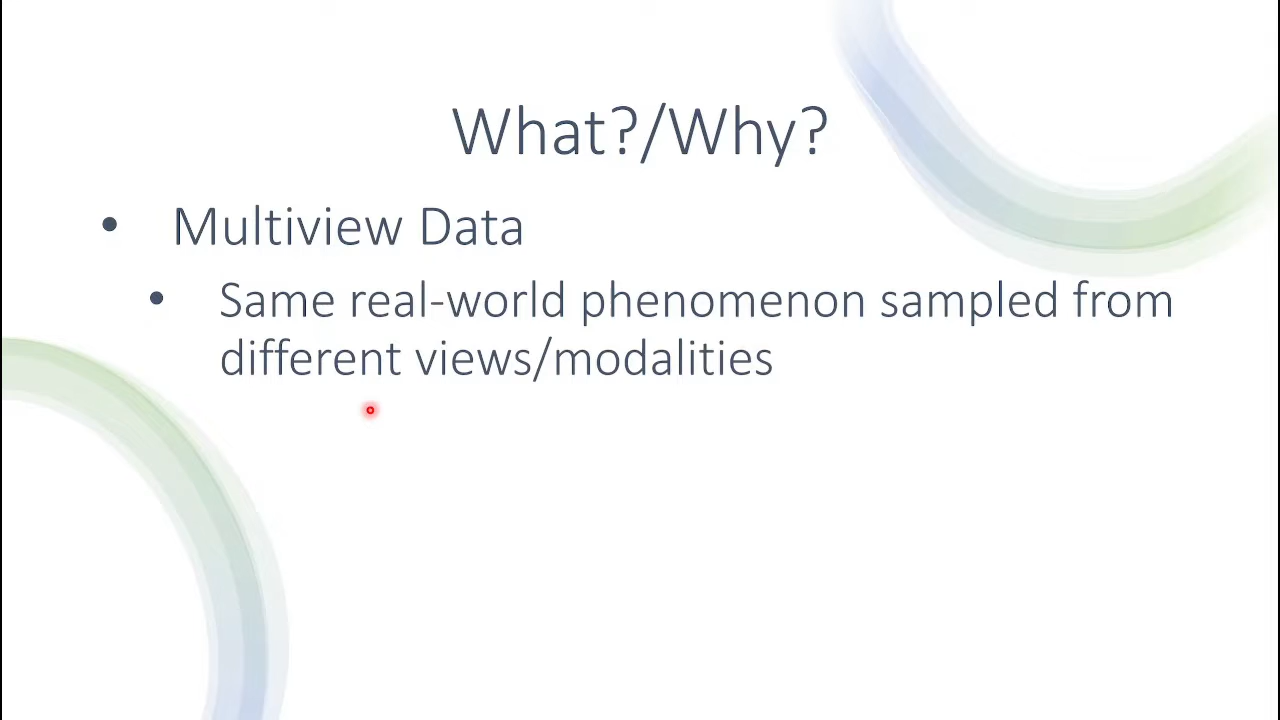 What?/Why?
• Multiview Data
• Same real-world phenomenon sampled from
different views/modalities